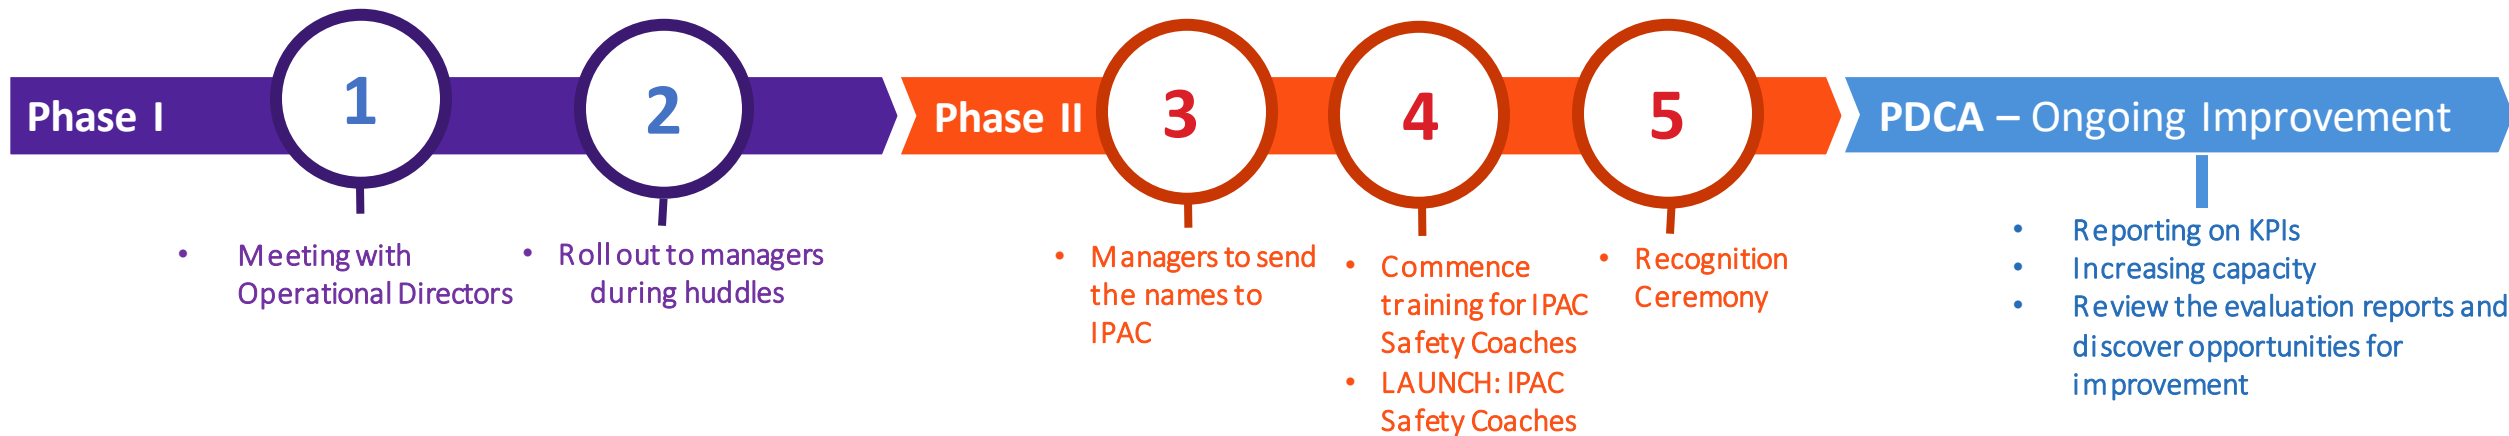 Phase I
1
2
Phase II
3
4
5
PDCA – Ongoing Improvement
• Meeting with
Operational Directors
• Roll out to managers
during huddles
• Managers to send
the names to
IPAC
• Commence
training for IPAC
Safety Coaches
• LAUNCH: IPAC
Safety Coaches
• Recognition
Ceremony
• Reporting on KPIs
• Increasing capacity
• Review the evaluation reports and
discover opportunities for
improvement